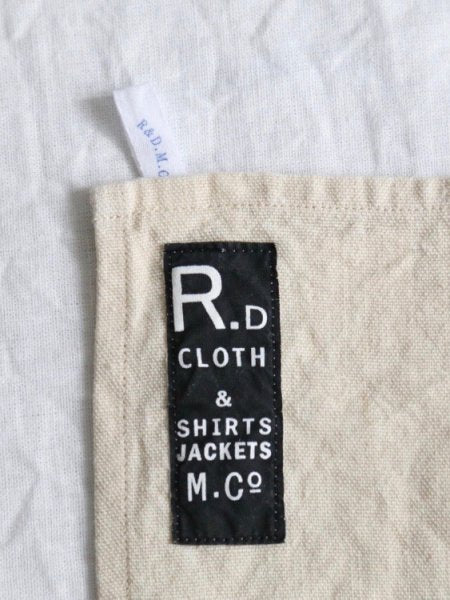 R&D.M.C
R.D
CLOTH
&
SHIRTS
JACKETS
M.Co